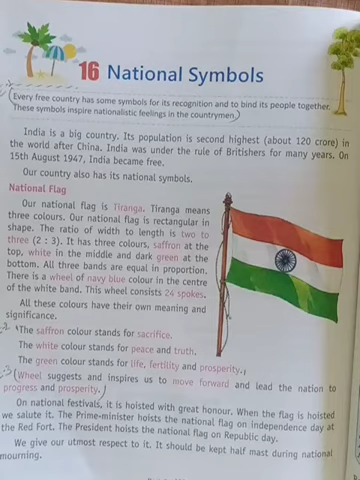 16 National Symbols
Every free country has some symbols for its recognition and to bind its people together.
These symbols inspire nationalistic feelings in the countrymen.
India is a big country. Its population is second highest (about 120 crore) in
the world after China. India was under the rule of Britishers for many years. On
15th August 1947, India became free.
Our country also has its national symbols.
National Flag
Our national flag is Tiranga. Tiranga means
three colours. Our national flag is rectangular in
shape. The ratio of width to length is two to
three (2 : 3). It has three colours, saffron at the
top, white in the middle and dark green at the
bottom. All three bands are equal in proportion.
There is a wheel of navy blue colour in the centre
of the white band. This wheel consists 24 spokes.
All these colours have their own meaning and
significance.
The saffron colour stands for sacrifice.
The white colour stands for peace and truth.
The green colour stands for life, fertility and prosperity.
Wheel suggests and inspires us to move forward and lead the nation to
progress and prosperity.
On national festivals, it is hoisted with great honour. When the flag is hoisted
we salute it. The Prime-minister hoists the national flag on independence day at
the Red Fort. The President hoists the national flag on Republic day.
We give our utmost respect to it. It should be kept half mast during national
mourning.